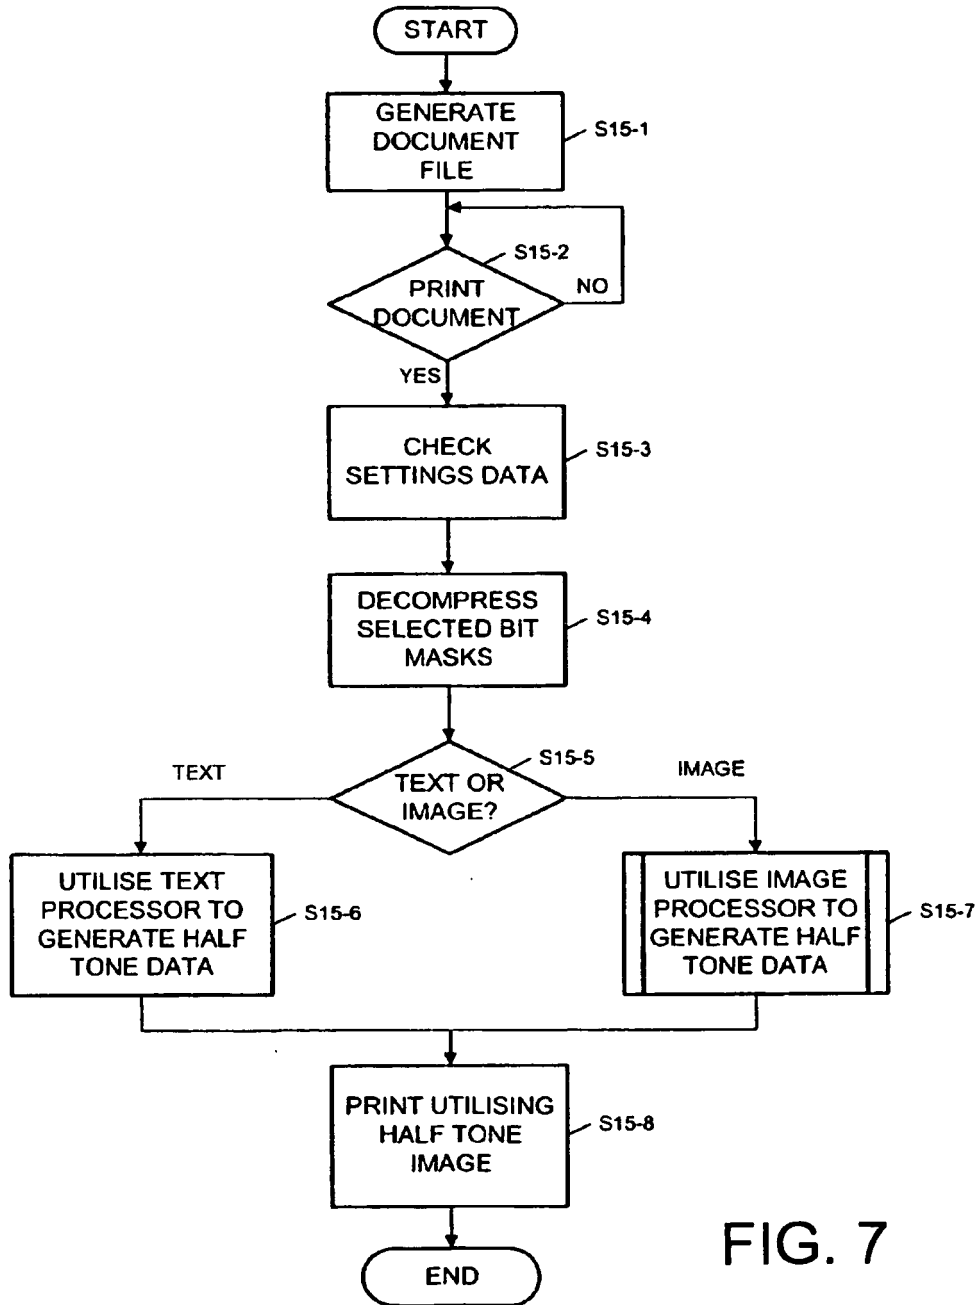 START
GENERATE
DOCUMENT
FILE
S15-1
S15-2
PRINT
DOCUMENT
NO
YES
CHECK
SETTINGS DATA
S15-3
DECOMPRESS
SELECTED BIT
MASKS
S15-4
S15-5
TEXT
TEXT OR
IMAGE?
IMAGE
UTILISE TEXT
PROCESSOR TO
GENERATE HALF
TONE DATA
S15-6
UTILISE IMAGE
PROCESSOR TO
GENERATE HALF
TONE DATA
S15-7
PRINT UTILISING
HALF TONE
IMAGE
S15-8
END
FIG. 7